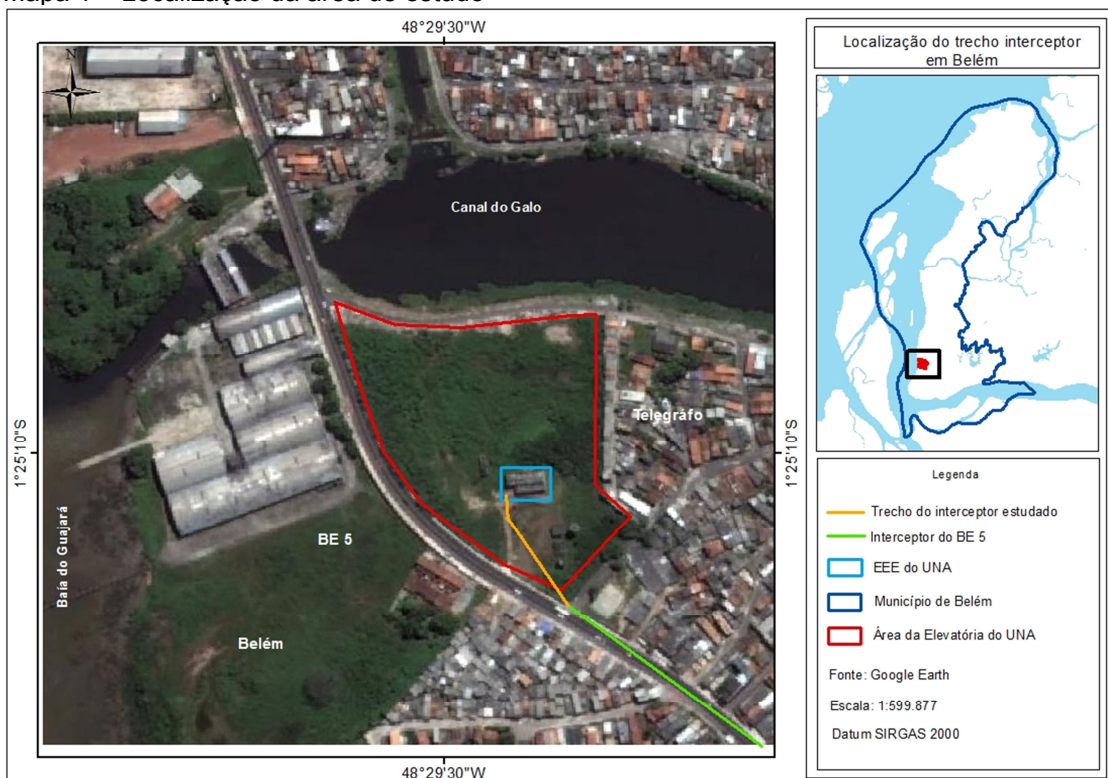 Mapa 1 – Localização da área do estudo
48°29'30"W
N
Canal do Galo
Telegráfo
1°25'10"S
1°25'10"S
Baía do Guajará
BE 5
Belém
48°29'30"W
Localização do trecho interceptor
em Belém
Legenda
Trecho do interceptor estudado
Interceptor do BE 5
EEE do UNA
Município de Belém
Área da Elevatória do UNA
Fonte: Google Earth
Escala: 1:599.877
Datum SIRGAS 2000